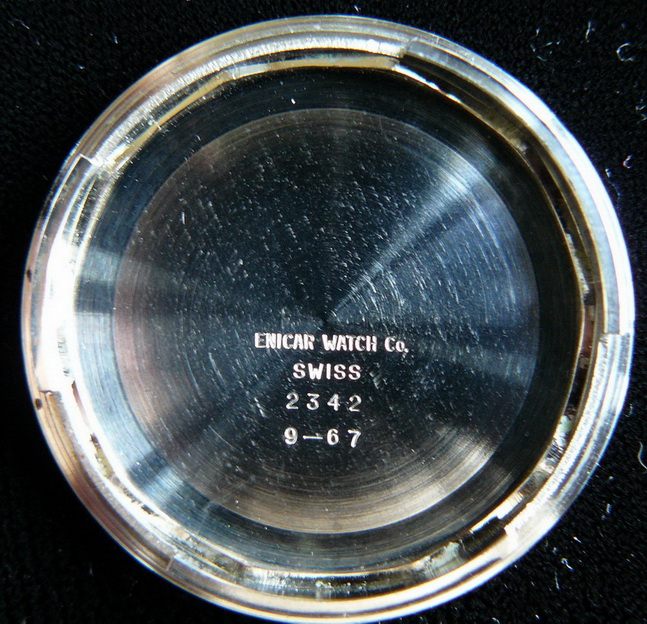 ENICAR WATCH Co.
SWISS
2342
9-67